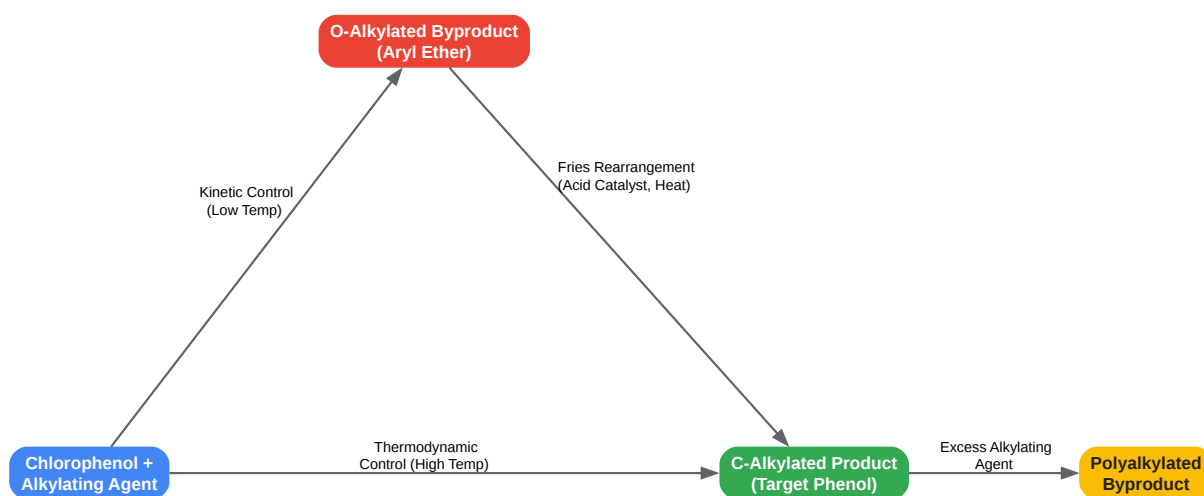 O-Alkylated Byproduct
(Aryl Ether)
Fries Rearrangement
(Acid Catalyst, Heat)
Kinetic Control
(Low Temp)
Thermodynamic
Control (High Temp)
Excess Alkylating
Agent
Chlorophenol +
Alkylating Agent
C-Alkylated Product
(Target Phenol)
Polyalkylated
Byproduct